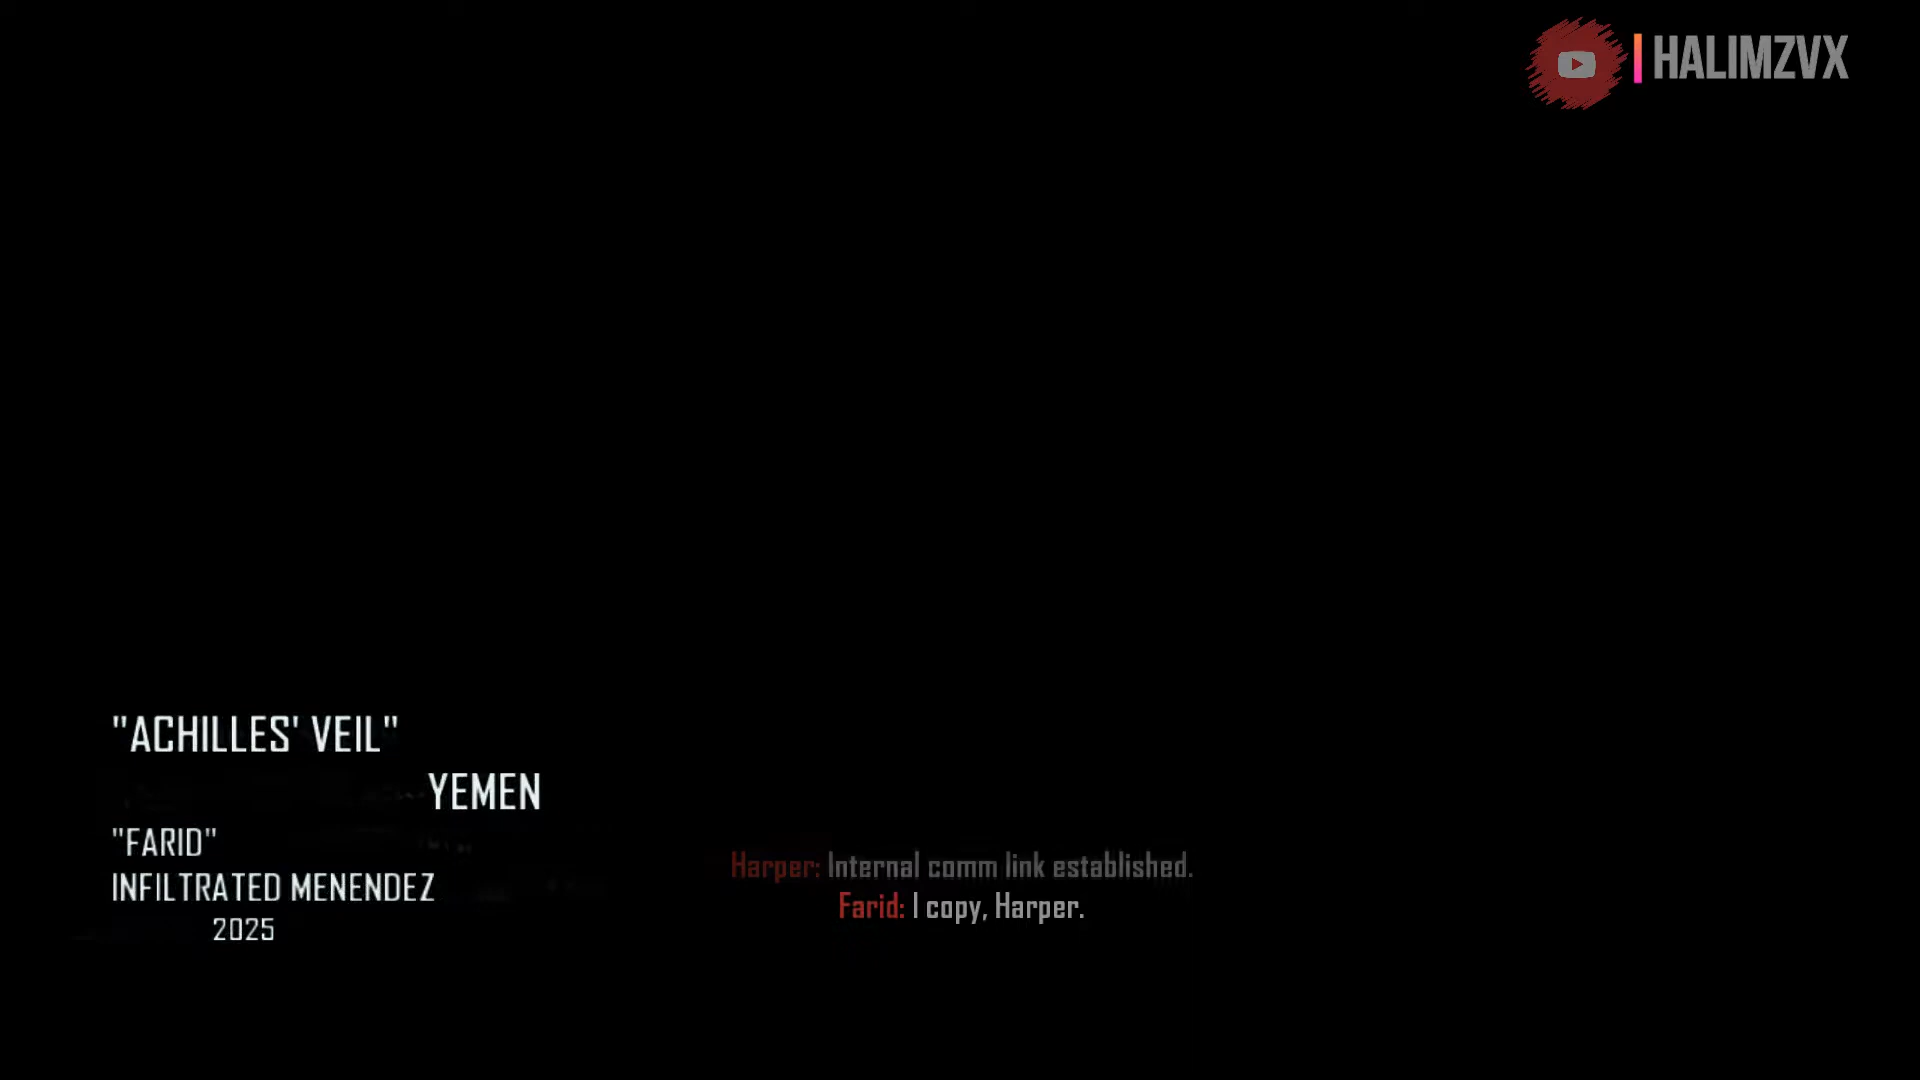 HALIMZVX
"ACHILLES' VEIL"
YEMEN
"FARID"
INFILTRATED MENENDEZ
2025
Harper: Internal comm link established.
Farid: I copy, Harper.